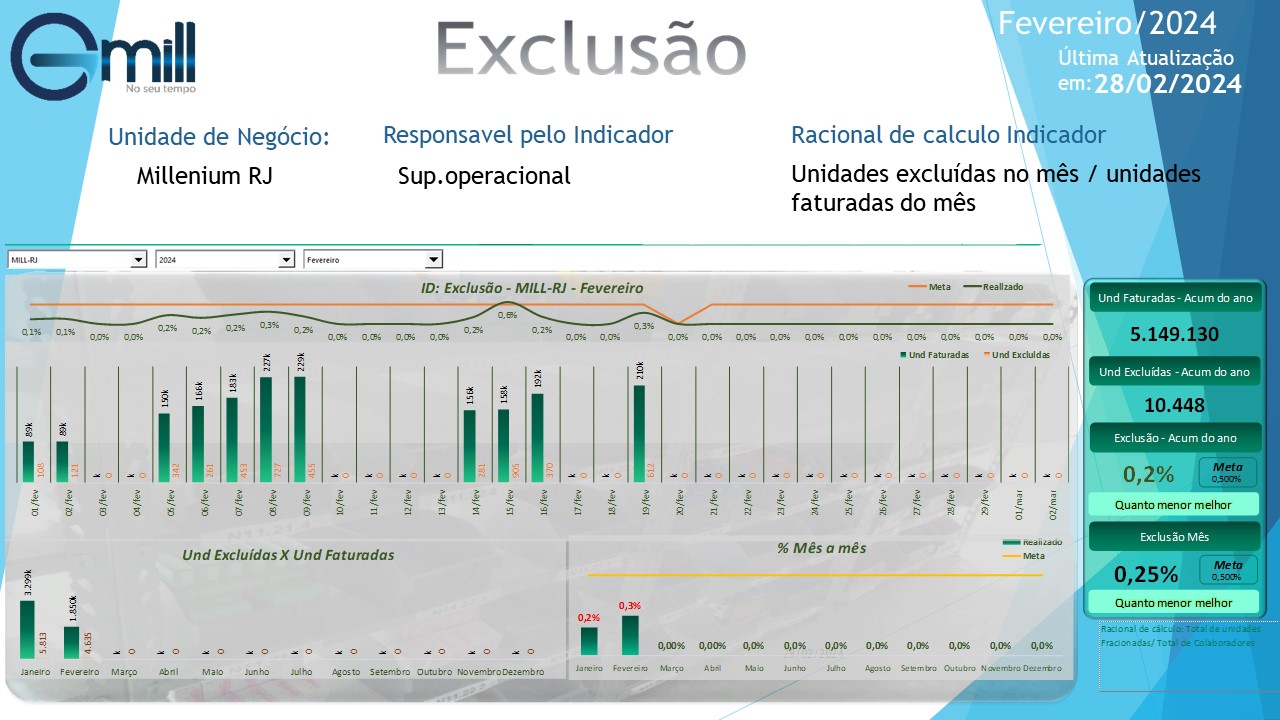 Gmill
No seu tempo
Exclusão
Fevereiro/2024
Última Atualização
em:28/02/2024
Unidade de Negócio:
Responsavel pelo Indicador
Racional de calculo Indicador
Millenium RJ
Sup.operacional
Unidades excluídas no mês / unidades
faturadas do mês
MILL-RJ
2024
Fevereiro
ID: Exclusão - MILL-RJ - Fevereiro
Meta
Realizado
0,1% 0,1% 0,0% 0,0% 0,2% 0,2% 0,2% 0,3% 0,2% 0,0% 0,0% 0,0% 0,0% 0,2% 0,6% 0,2% 0,0% 0,0% 0,3% 0,0% 0,0% 0,0% 0,0% 0,0% 0,0% 0,0% 0,0% 0,0% 0,0% 0,0% 0,0%
Und Faturadas
Und Excluídas
89k 89k k k 150k 166k 183k 227k 229k k k k k 156k 158k 192k k k 210k k k k k k k k k k k k k
108 121 0 0 342 261 453 727 455 0 0 0 0 281 905 370 0 0 612 0 0 0 0 0 0 0 0 0 0 0 0
01/fev 02/fev 03/fev 04/fev 05/fev 06/fev 07/fev 08/fev 09/fev 10/fev 11/fev 12/fev 13/fev 14/fev 15/fev 16/fev 17/fev 18/fev 19/fev 20/fev 21/fev 22/fev 23/fev 24/fev 25/fev 26/fev 27/fev 28/fev 29/fev 01/mar 02/mar
Und Excluídas X Und Faturadas
3.299k 1.850k k k k k k k k k k k
5.813 4.635 0 0 0 0 0 0 0 0 0 0
Janeiro Fevereiro Março Abril Maio Junho Julho Agosto Setembro Outubro Novembro Dezembro
% Mês a mês
Realizado
Meta
0,2% 0,3% 0,00% 0,00% 0,0% 0,0% 0,0% 0,0% 0,0% 0,0% 0,0% 0,0%
Janeiro Fevereiro Março Abril Maio Junho Julho Agosto Setembro Outubro Novembro Dezembro
Und Faturadas - Acum do ano
5.149.130
Und Excluídas - Acum do ano
10.448
Exclusão - Acum do ano
0,2%
Meta
0,500%
Quanto menor melhor
Exclusão Mês
0,25%
Meta
0,500%
Quanto menor melhor
Racional de cálculo: Total de unidades
Fracionadas/ Total de Colaboradores